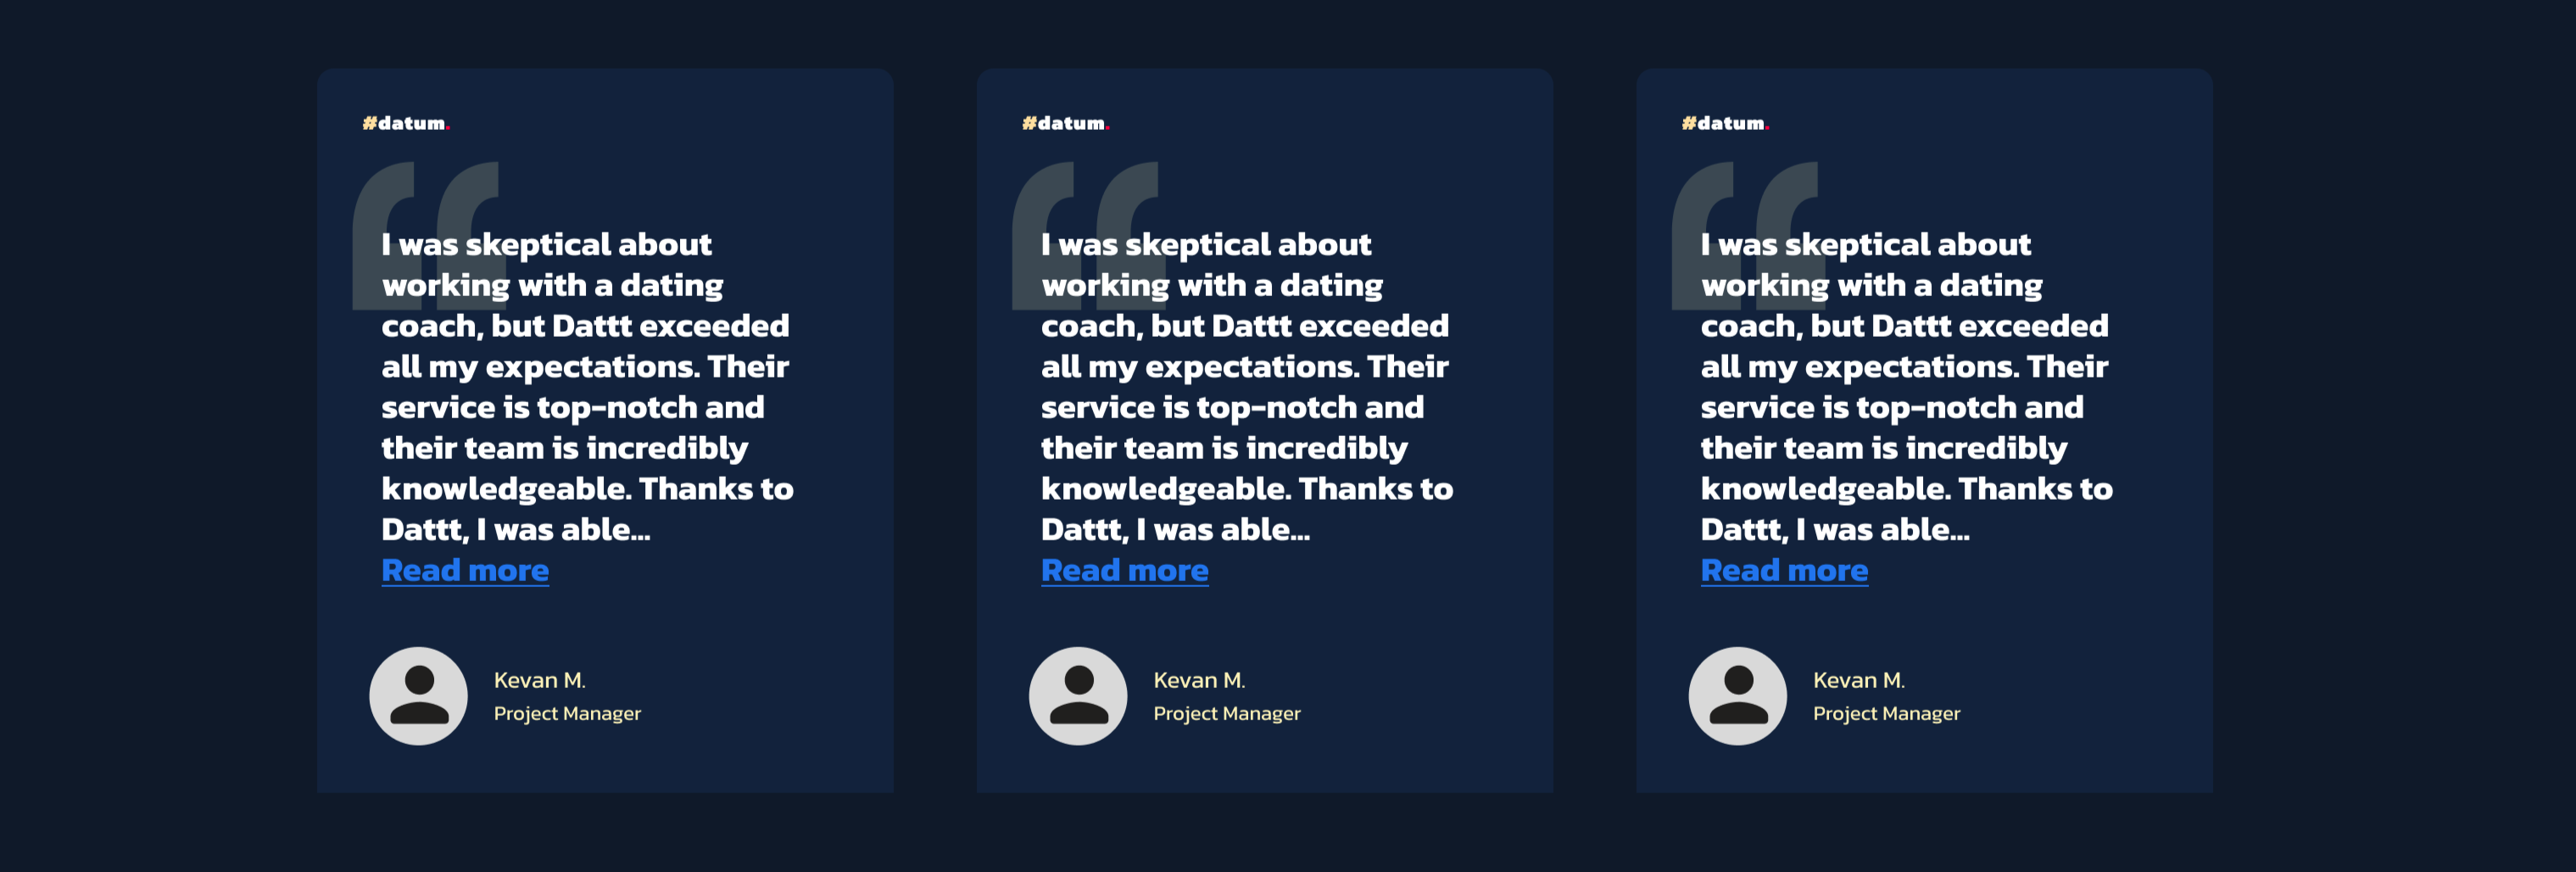 #datum.
I was skeptical about
working with a dating
coach, but Dattt exceeded
all my expectations. Their
service is top-notch and
their team is incredibly
knowledgeable. Thanks to
Dattt, I was able...
Read more
Kevan M.
Project Manager
#datum.
I was skeptical about
working with a dating
coach, but Dattt exceeded
all my expectations. Their
service is top-notch and
their team is incredibly
knowledgeable. Thanks to
Dattt, I was able...
Read more
Kevan M.
Project Manager
#datum.
I was skeptical about
working with a dating
coach, but Dattt exceeded
all my expectations. Their
service is top-notch and
their team is incredibly
knowledgeable. Thanks to
Dattt, I was able...
Read more
Kevan M.
Project Manager